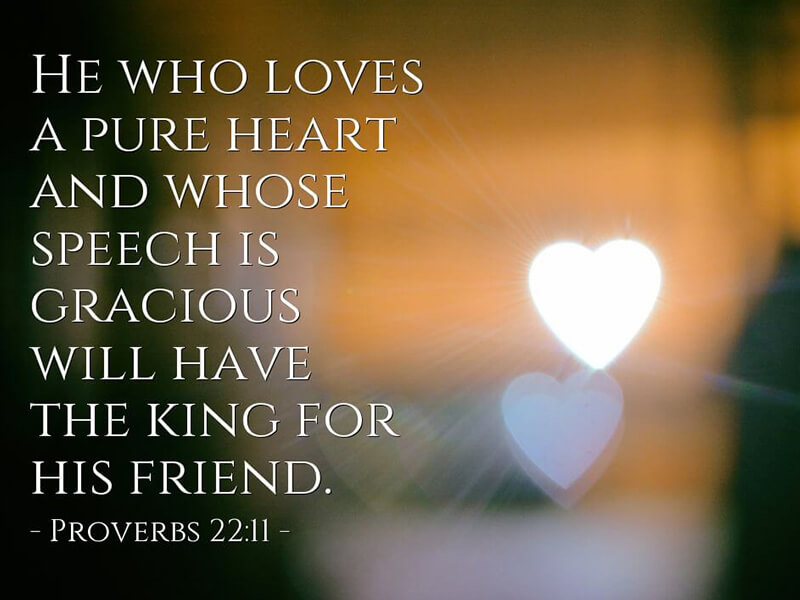 He who loves
a pure heart
and whose
speech is
gracious
will have
the king for
his friend.
- Proverbs 22:11 -